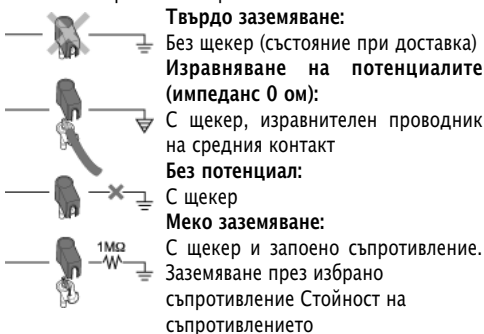 Твърдо заземяване:
Без щекер (състояние при доставка)
Изравняване на потенциалите
(импеданс 0 ом):
С щекер, изравнителен проводник
на средния контакт
Без потенциал:
С щекер
Меко заземяване:
1MΩ
С щекер и запоено съпротивление.
Заземяване през избрано
съпротивление Стойност на
съпротивлението